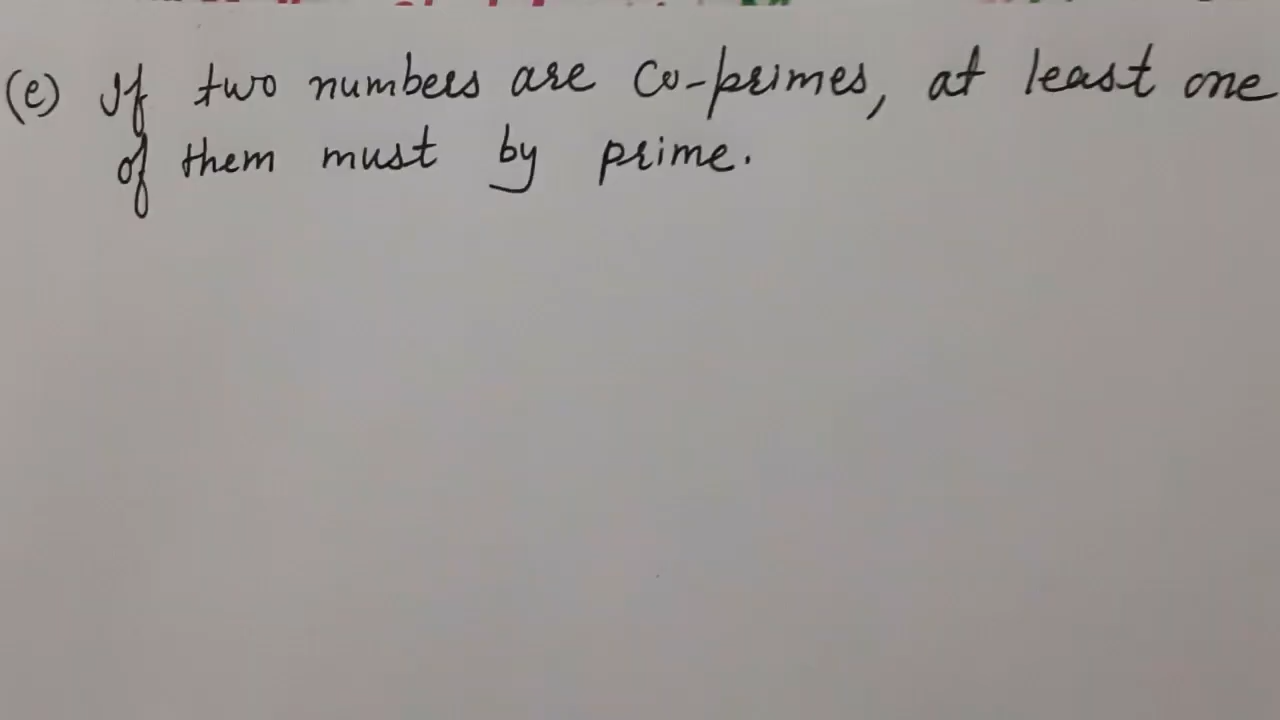 (e) If two numbers are Co-primes, at least one
of them must by prime.